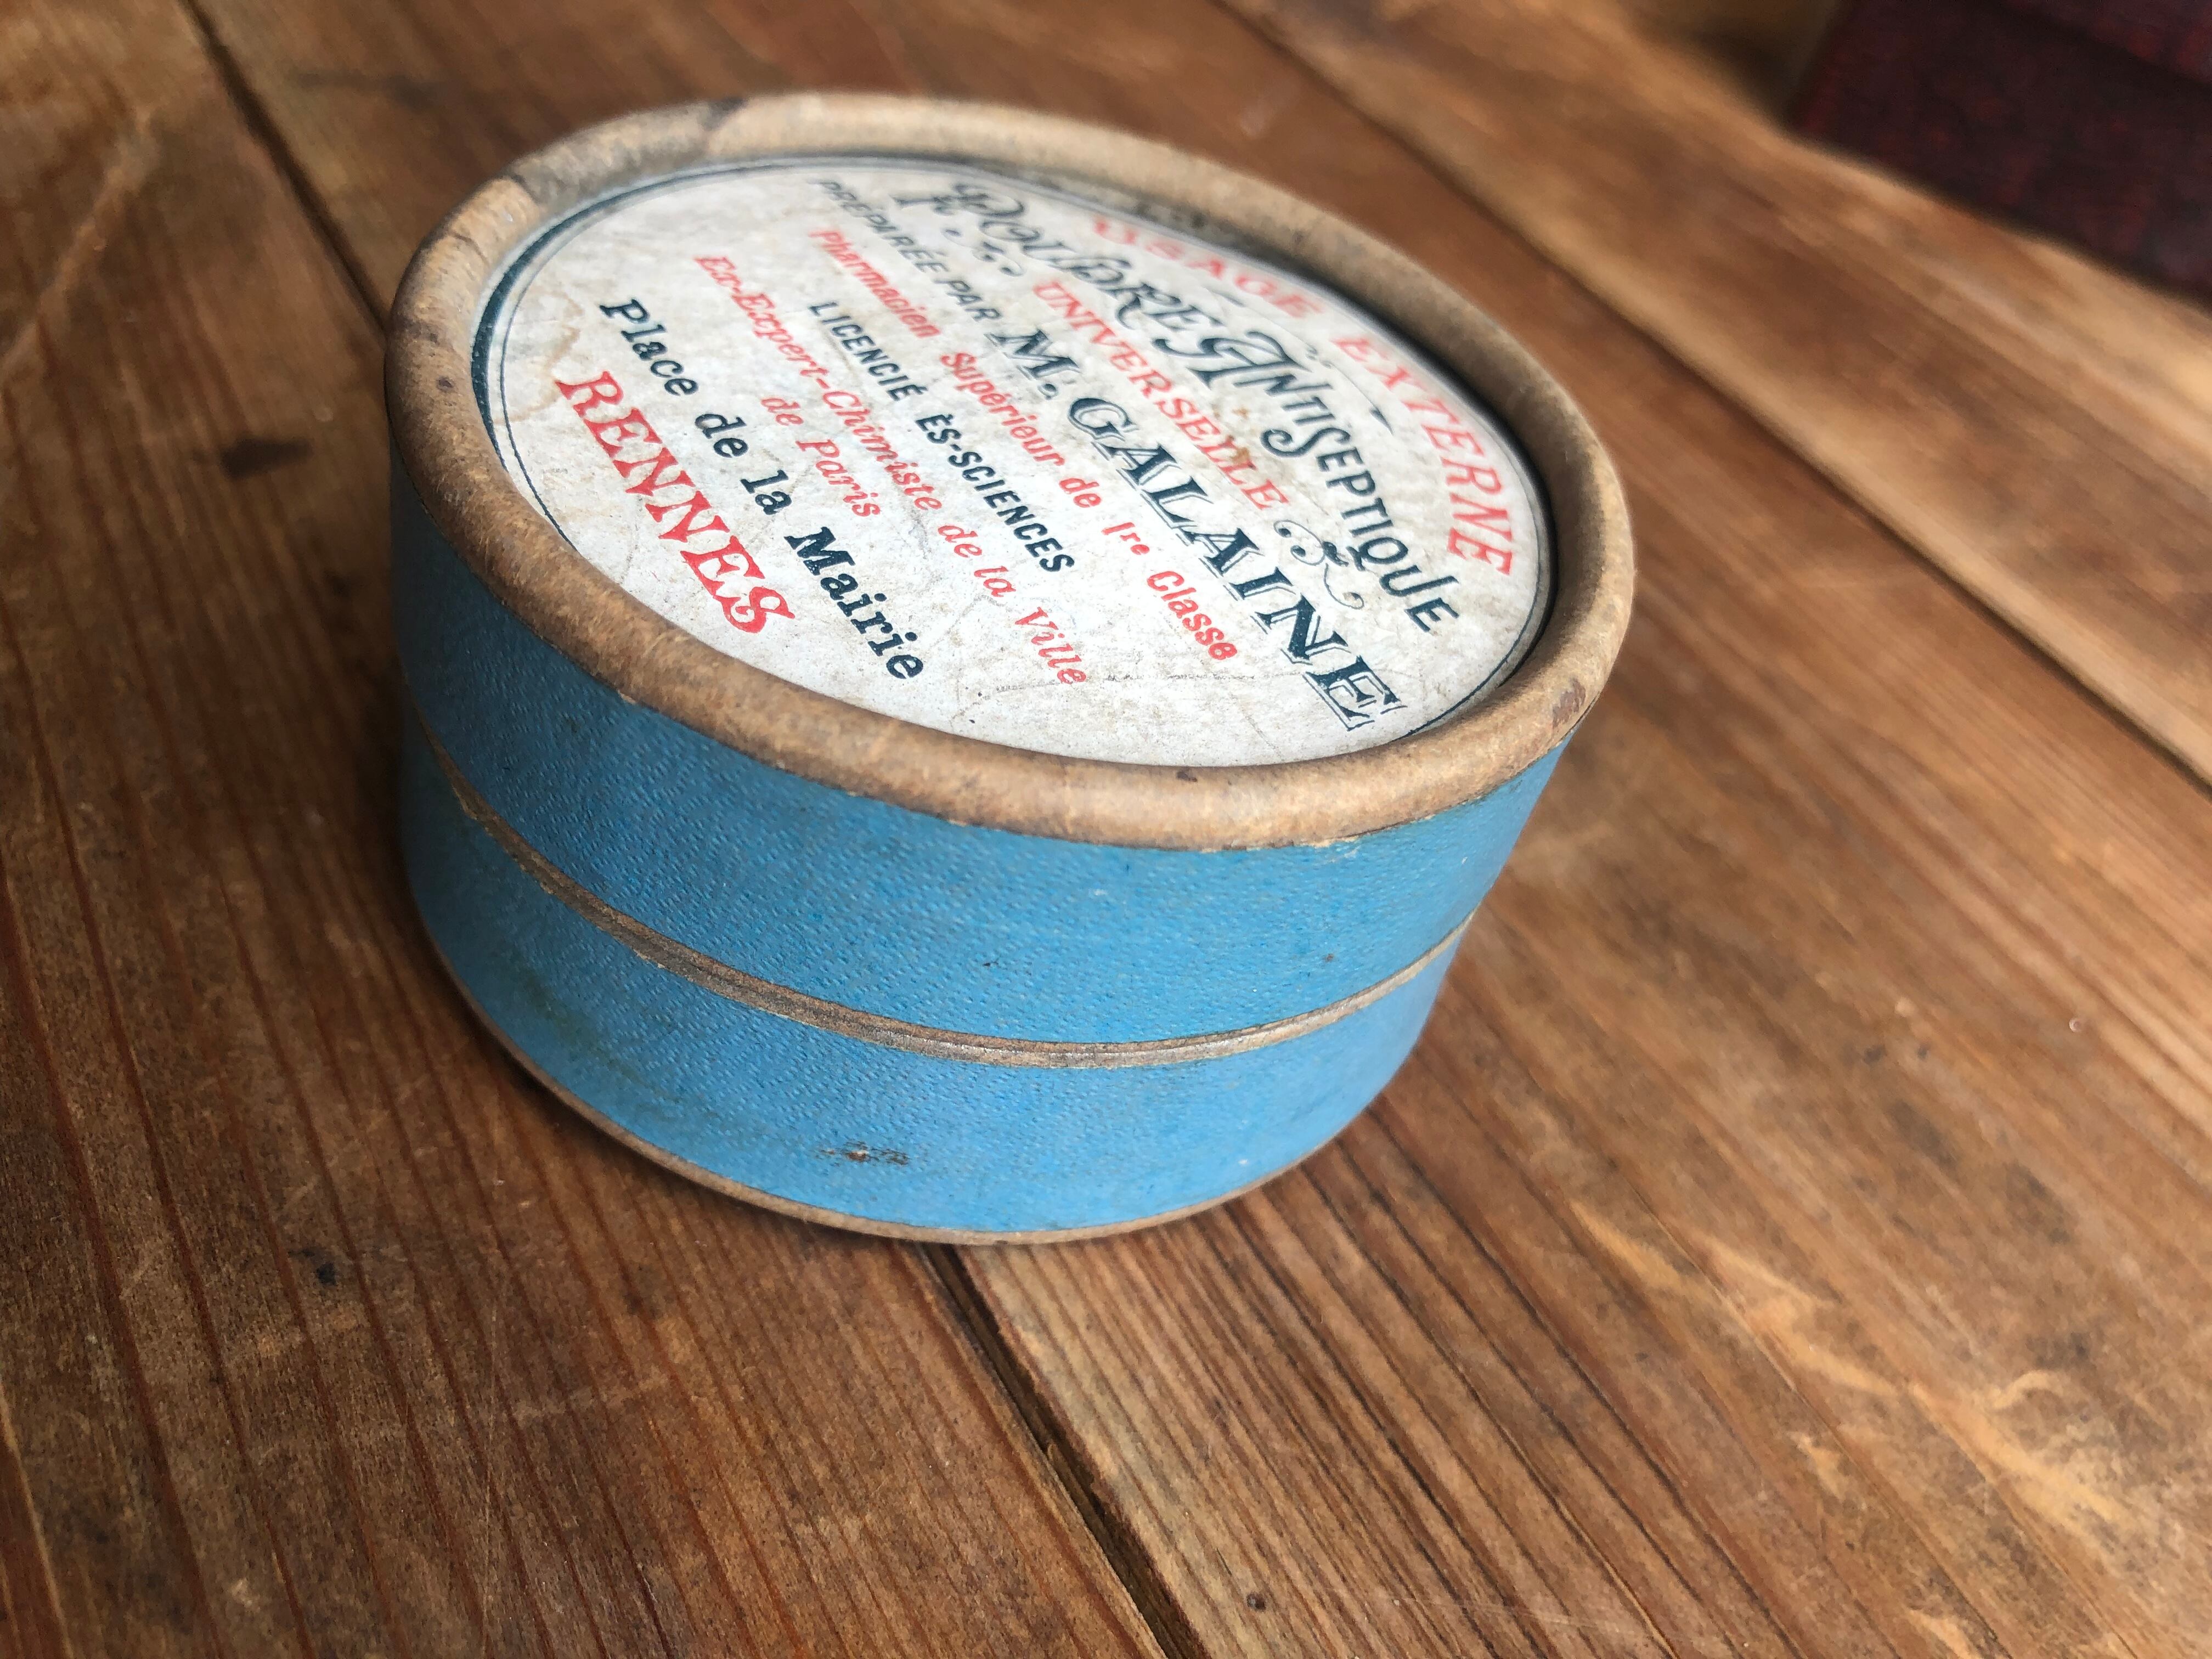 USAGE EXTERNE
POUDRE ANTISEPTIQUE
UNIVERSELLE
PRÉPARÉE PAR M. GALAINE
Pharmacien Supérieur de 1re Classe
LICENCIÉ ÈS-SCIENCES
Ex-Expert-Chimiste de la Ville
de Paris
Place de la Mairie
RENNES